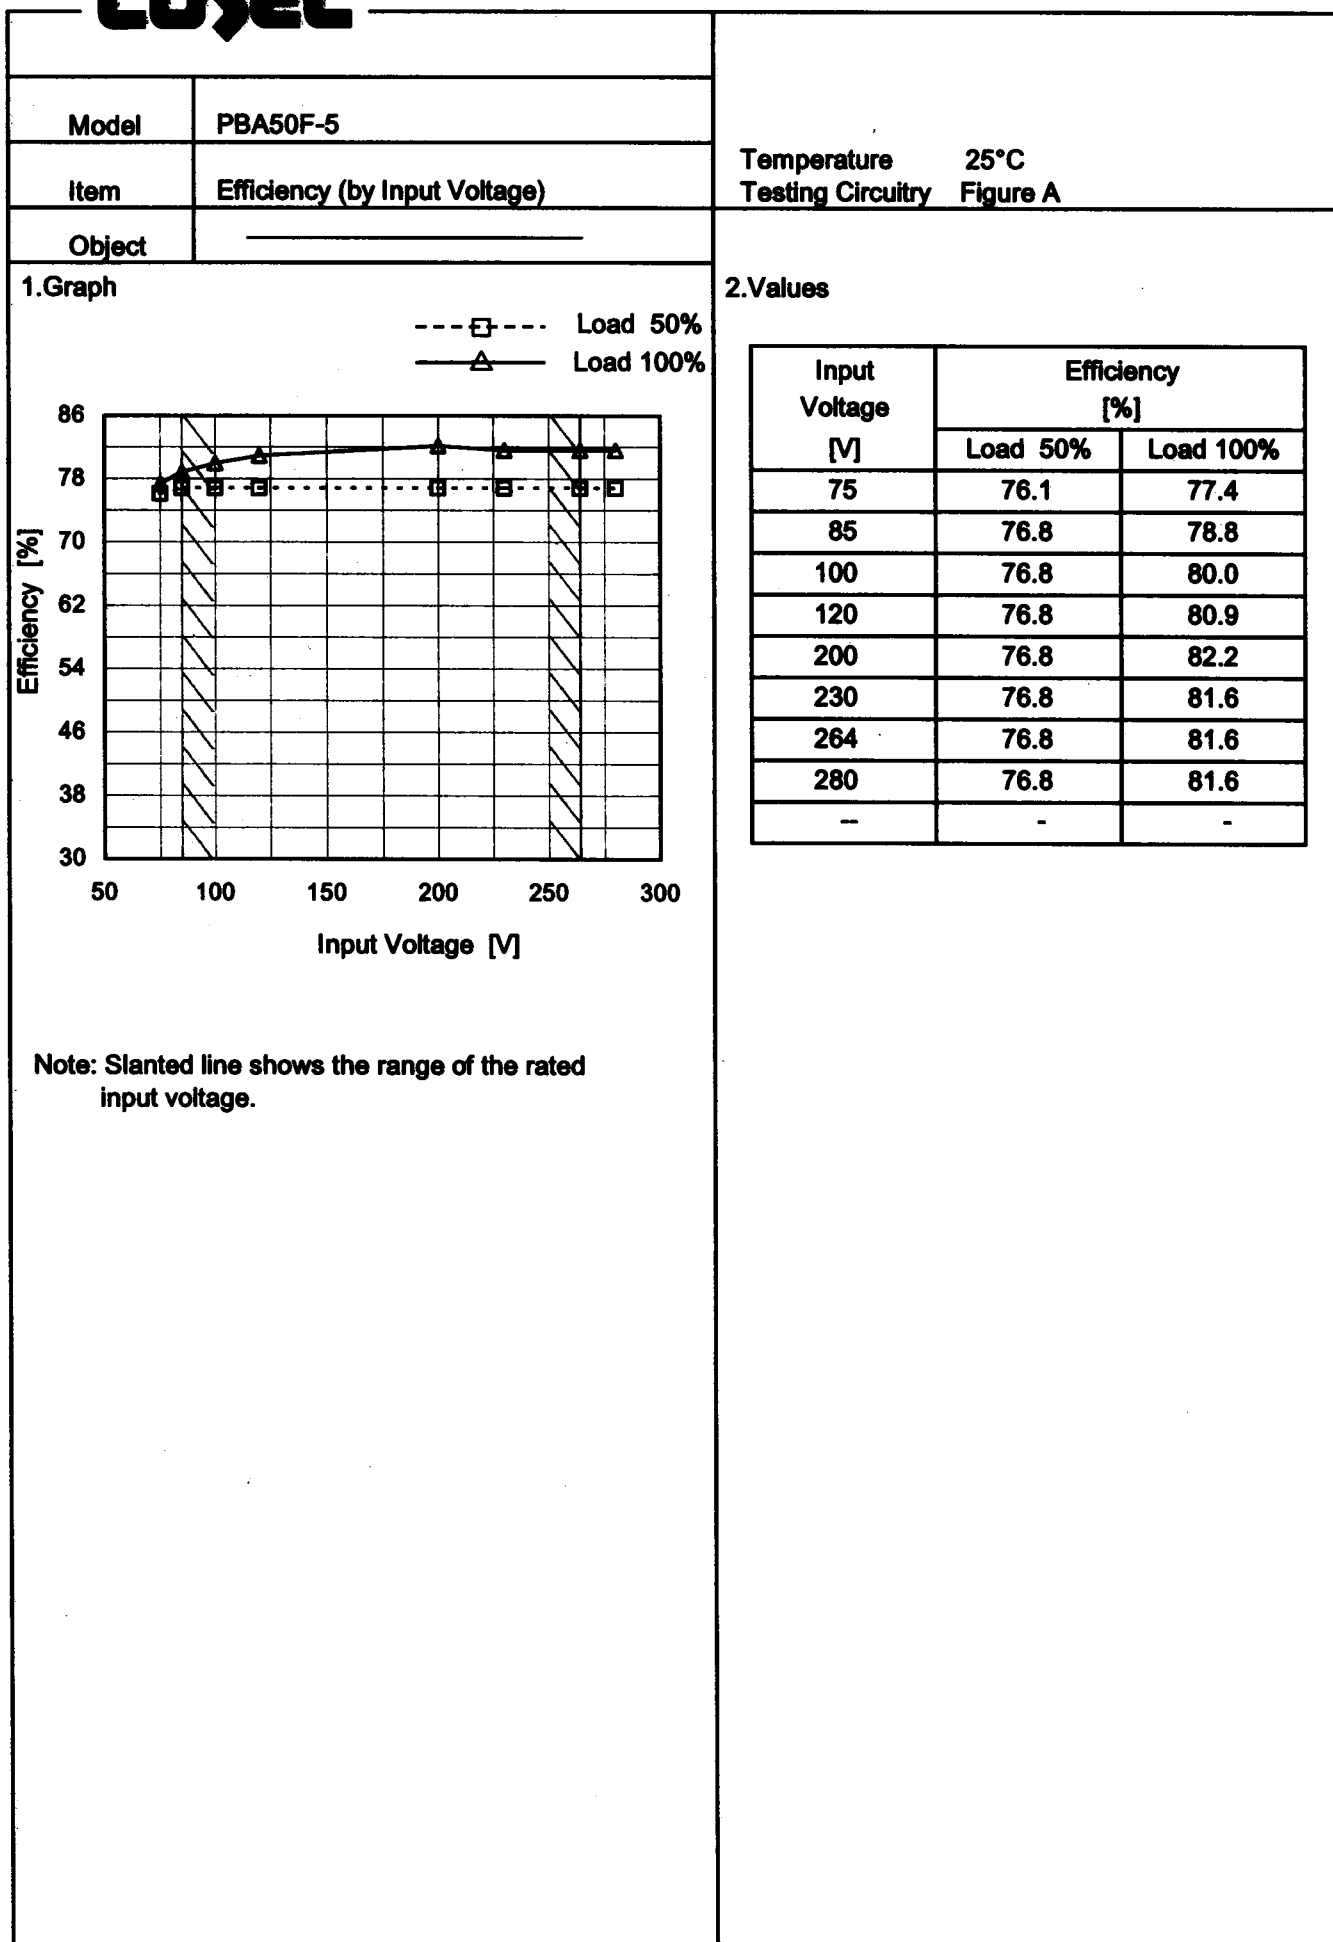 COSEL
Model PBA50F-5
Item Efficiency (by Input Voltage)
Object
Temperature 25°C
Testing Circuitry Figure A
1.Graph
Load 50%
Load 100%
86
78
70
62
54
46
38
30
Efficiency [%]
50 100 150 200 250 300
Input Voltage [V]
Note: Slanted line shows the range of the rated
input voltage.
2.Values
Input Efficiency
Voltage [%]
[V] Load 50% Load 100%
75 76.1 77.4
85 76.8 78.8
100 76.8 80.0
120 76.8 80.9
200 76.8 82.2
230 76.8 81.6
264 76.8 81.6
280 76.8 81.6
-- - -